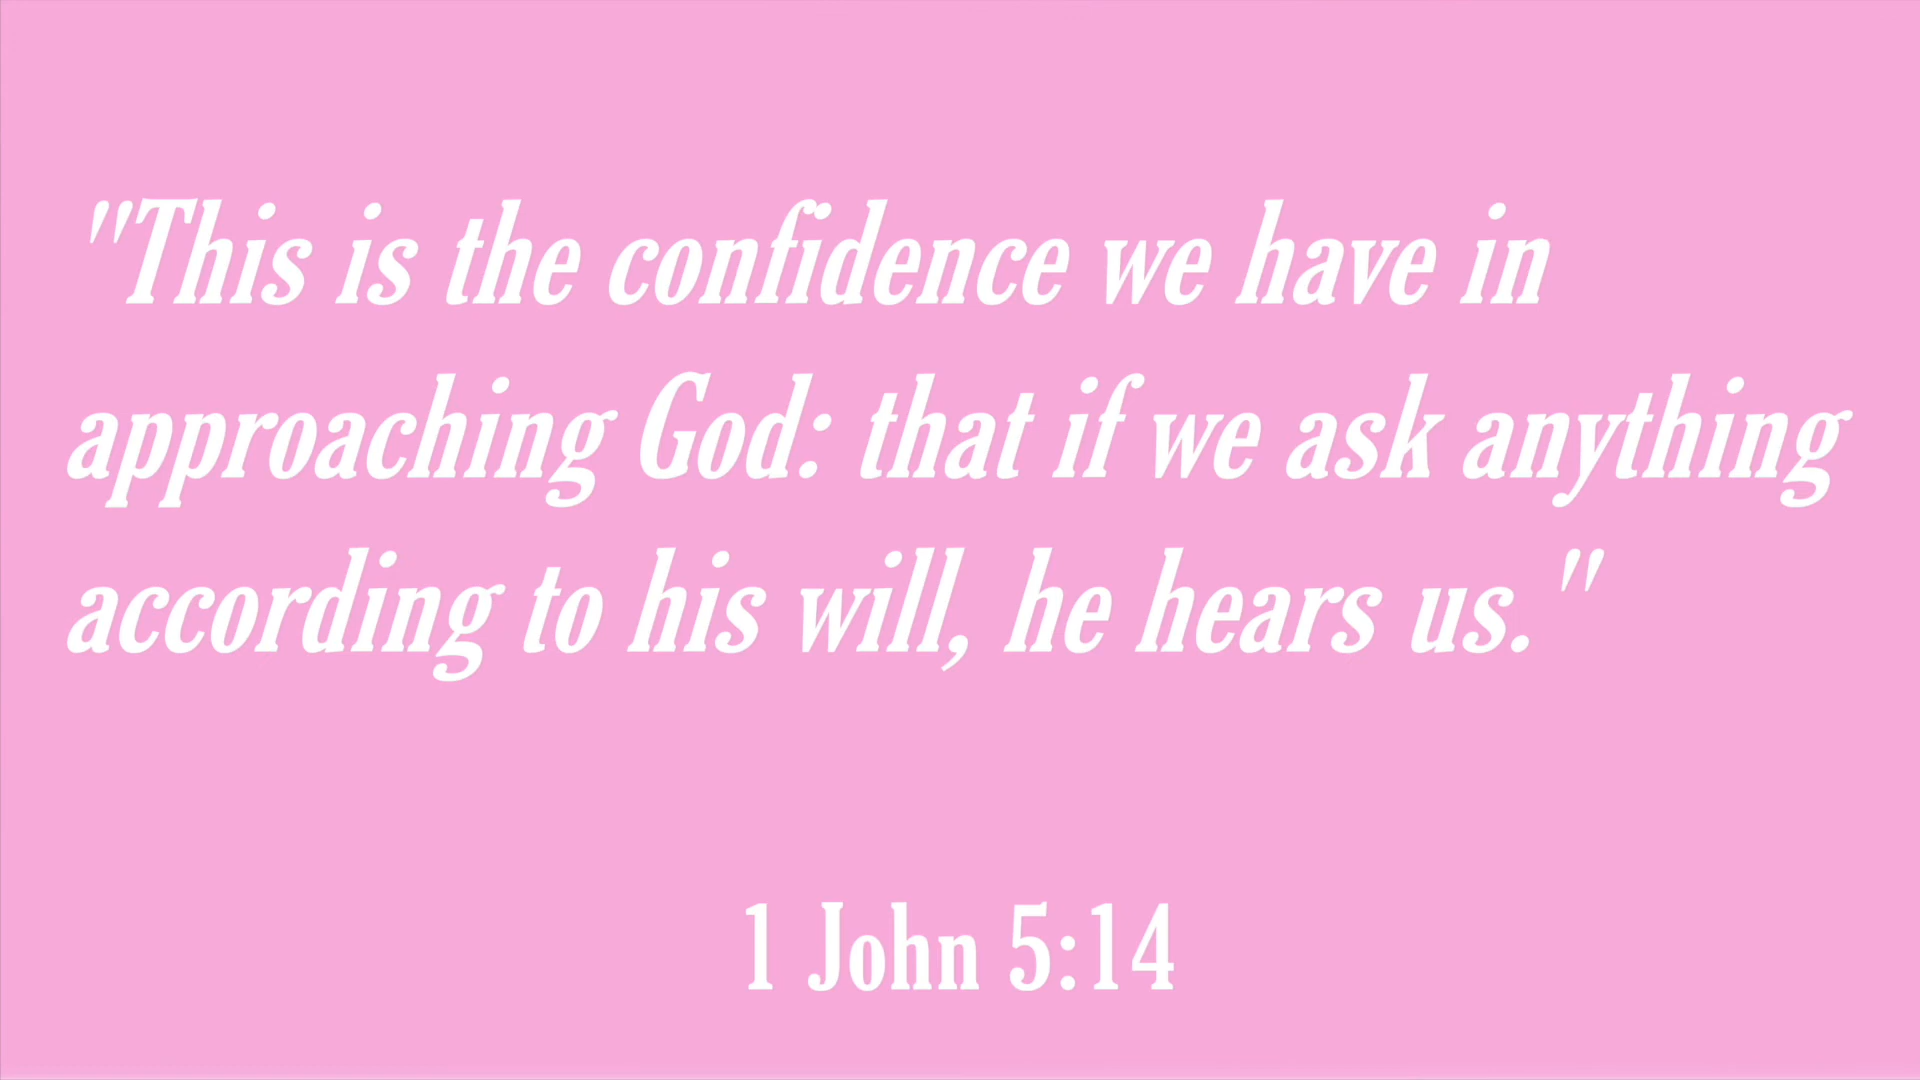 "This is the confidence we have in
approaching God: that if we ask anything
according to his will, he hears us."
1 John 5:14